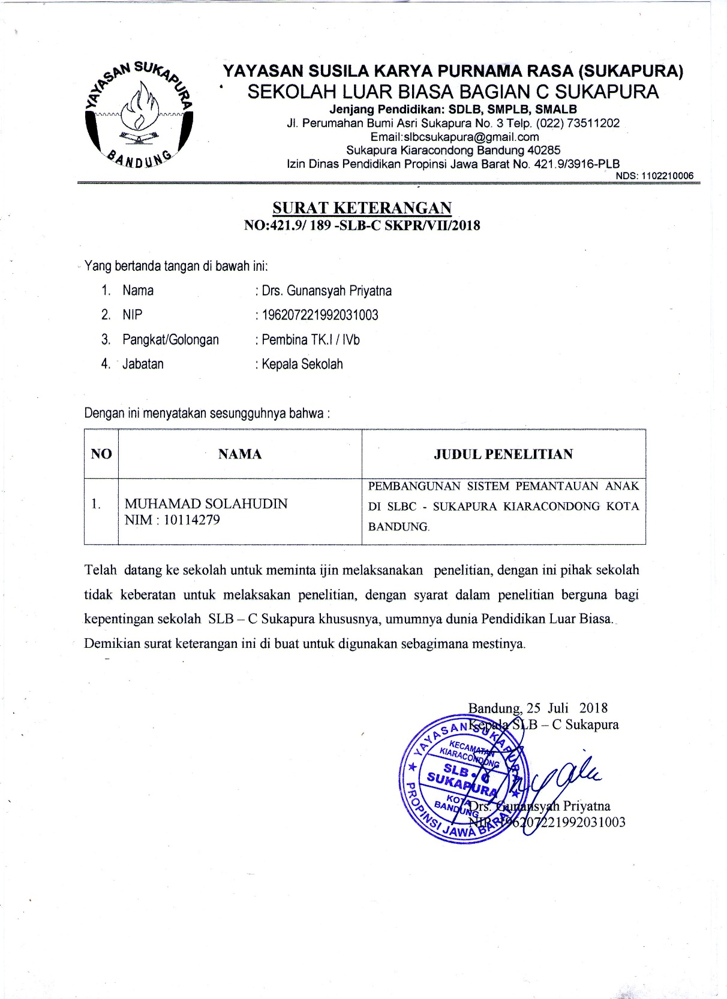 YAYASAN SUKAPURA
BANDUNG
YAYASAN SUSILA KARYA PURNAMA RASA (SUKAPURA)
SEKOLAH LUAR BIASA BAGIAN C SUKAPURA
Jenjang Pendidikan: SDLB, SMPLB, SMALB
Jl. Perumahan Bumi Asri Sukapura No. 3 Telp. (022) 73511202
Email:slbcsukapura@gmail.com
Sukapura Kiaracondong Bandung 40285
Izin Dinas Pendidikan Propinsi Jawa Barat No. 421.9/3916-PLB
NDS: 1102210006
SURAT KETERANGAN
NO:421.9/ 189 -SLB-C SKPR/VII/2018
Yang bertanda tangan di bawah ini:
1. Nama : Drs. Gunansyah Priyatna
2. NIP : 196207221992031003
3. Pangkat/Golongan : Pembina TK.I / IVb
4. Jabatan : Kepala Sekolah
Dengan ini menyatakan sesungguhnya bahwa :
NO NAMA JUDUL PENELITIAN
1. MUHAMAD SOLAHUDIN
NIM : 10114279
PEMBANGUNAN SISTEM PEMANTAUAN ANAK
DI SLBC - SUKAPURA KIARACONDONG KOTA
BANDUNG.
Telah datang ke sekolah untuk meminta ijin melaksanakan penelitian, dengan ini pihak sekolah
tidak keberatan untuk melaksakan penelitian, dengan syarat dalam penelitian berguna bagi
kepentingan sekolah SLB – C Sukapura khususnya, umumnya dunia Pendidikan Luar Biasa.
Demikian surat keterangan ini di buat untuk digunakan sebagimana mestinya.
Bandung, 25 Juli 2018
Kepala SLB – C Sukapura
YAYASAN SUKAPURA
KECAMATAN
KIARACONDONG
SLB • C
SUKAPURA
KOTA
BANDUNG
PROPINSI JAWA BARAT
Drs. Gunansyah Priyatna
NIP. 196207221992031003